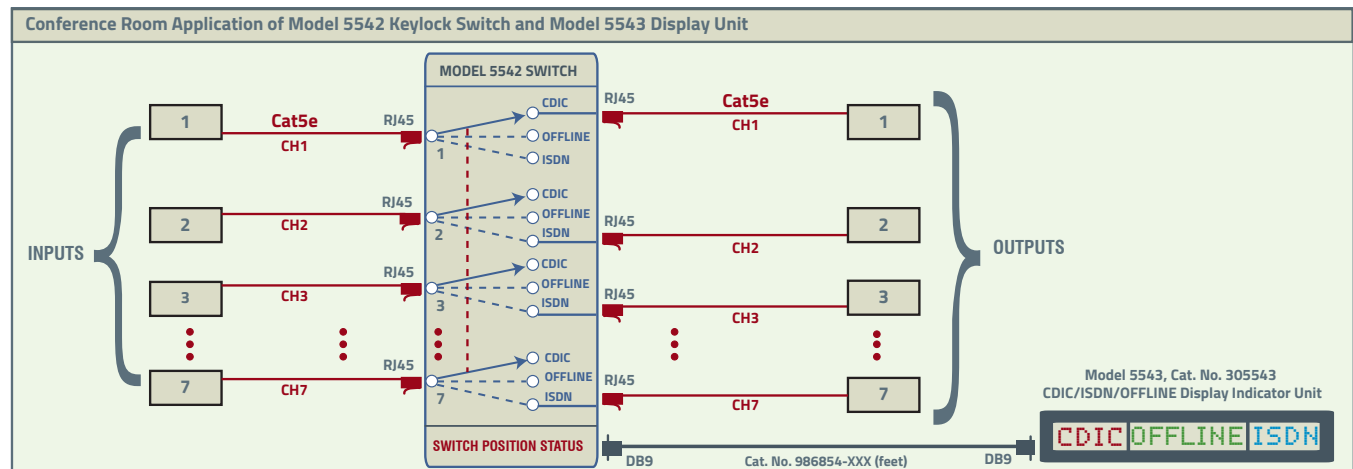 Conference Room Application of Model 5542 Keylock Switch and Model 5543 Display Unit
MODEL 5542 SWITCH
INPUTS
1
Cat5e
CH1
RJ45
1
CDIC
OFFLINE
ISDN
RJ45
Cat5e
CH1
1
2
CH2
RJ45
2
CDIC
OFFLINE
ISDN
RJ45
CH2
2
3
CH3
RJ45
3
CDIC
OFFLINE
ISDN
RJ45
CH3
3
7
CH7
RJ45
7
CDIC
OFFLINE
ISDN
RJ45
CH7
7
OUTPUTS
SWITCH POSITION STATUS
DB9
Cat. No. 986854-XXX (feet)
DB9
Model 5543, Cat. No. 305543
CDIC/ISDN/OFFLINE Display Indicator Unit
CDIC OFFLINE ISDN